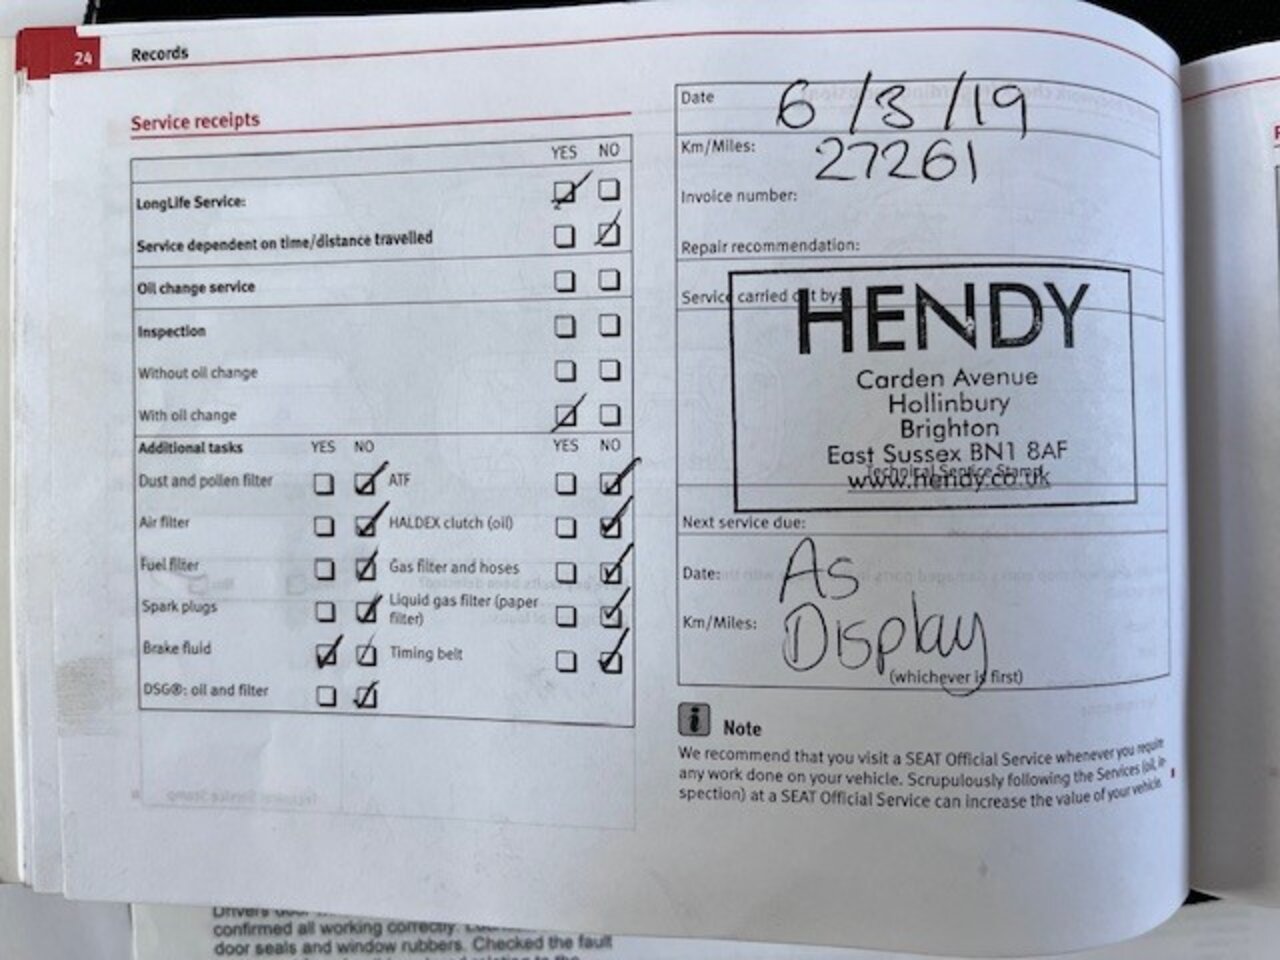 24 Records
Service receipts
YES NO
LongLife Service:
Service dependent on time/distance travelled
Oil change service
Inspection
Without oil change
With oil change
Additional tasks YES NO YES NO
Dust and pollen filter ATF
Air filter HALDEX clutch (oil)
Fuel filter Gas filter and hoses
Spark plugs Liquid gas filter (paper
filter)
Brake fluid Timing belt
DSG®: oil and filter
Date 6/3/19
Km/Miles: 27261
Invoice number:
Repair recommendation:
Service carried out by:
HENDY
Carden Avenue
Hollinbury
Brighton
East Sussex BN1 8AF
Technical Service Stamp
www.hendy.co.uk
Next service due:
Date: As
Km/Miles: Display
(whichever is first)
i Note
We recommend that you visit a SEAT Official Service whenever you require
any work done on your vehicle. Scrupulously following the Services (oil, in-
spection) at a SEAT Official Service can increase the value of your vehicle.
Drivers door
confirmed all working correctly.
door seals and window rubbers. Checked the fault